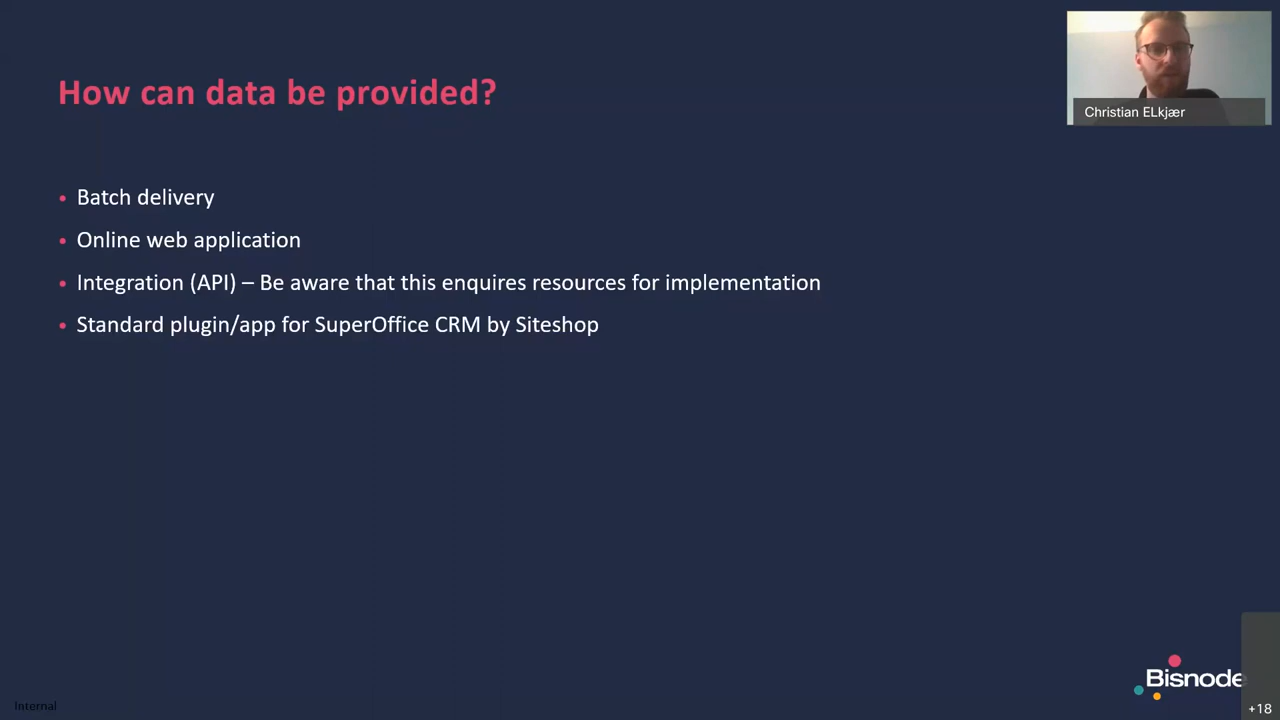 How can data be provided?
Christian ELkjær
• Batch delivery
• Online web application
• Integration (API) – Be aware that this enquires resources for implementation
• Standard plugin/app for SuperOffice CRM by Siteshop
Bisnode
Internal
+18